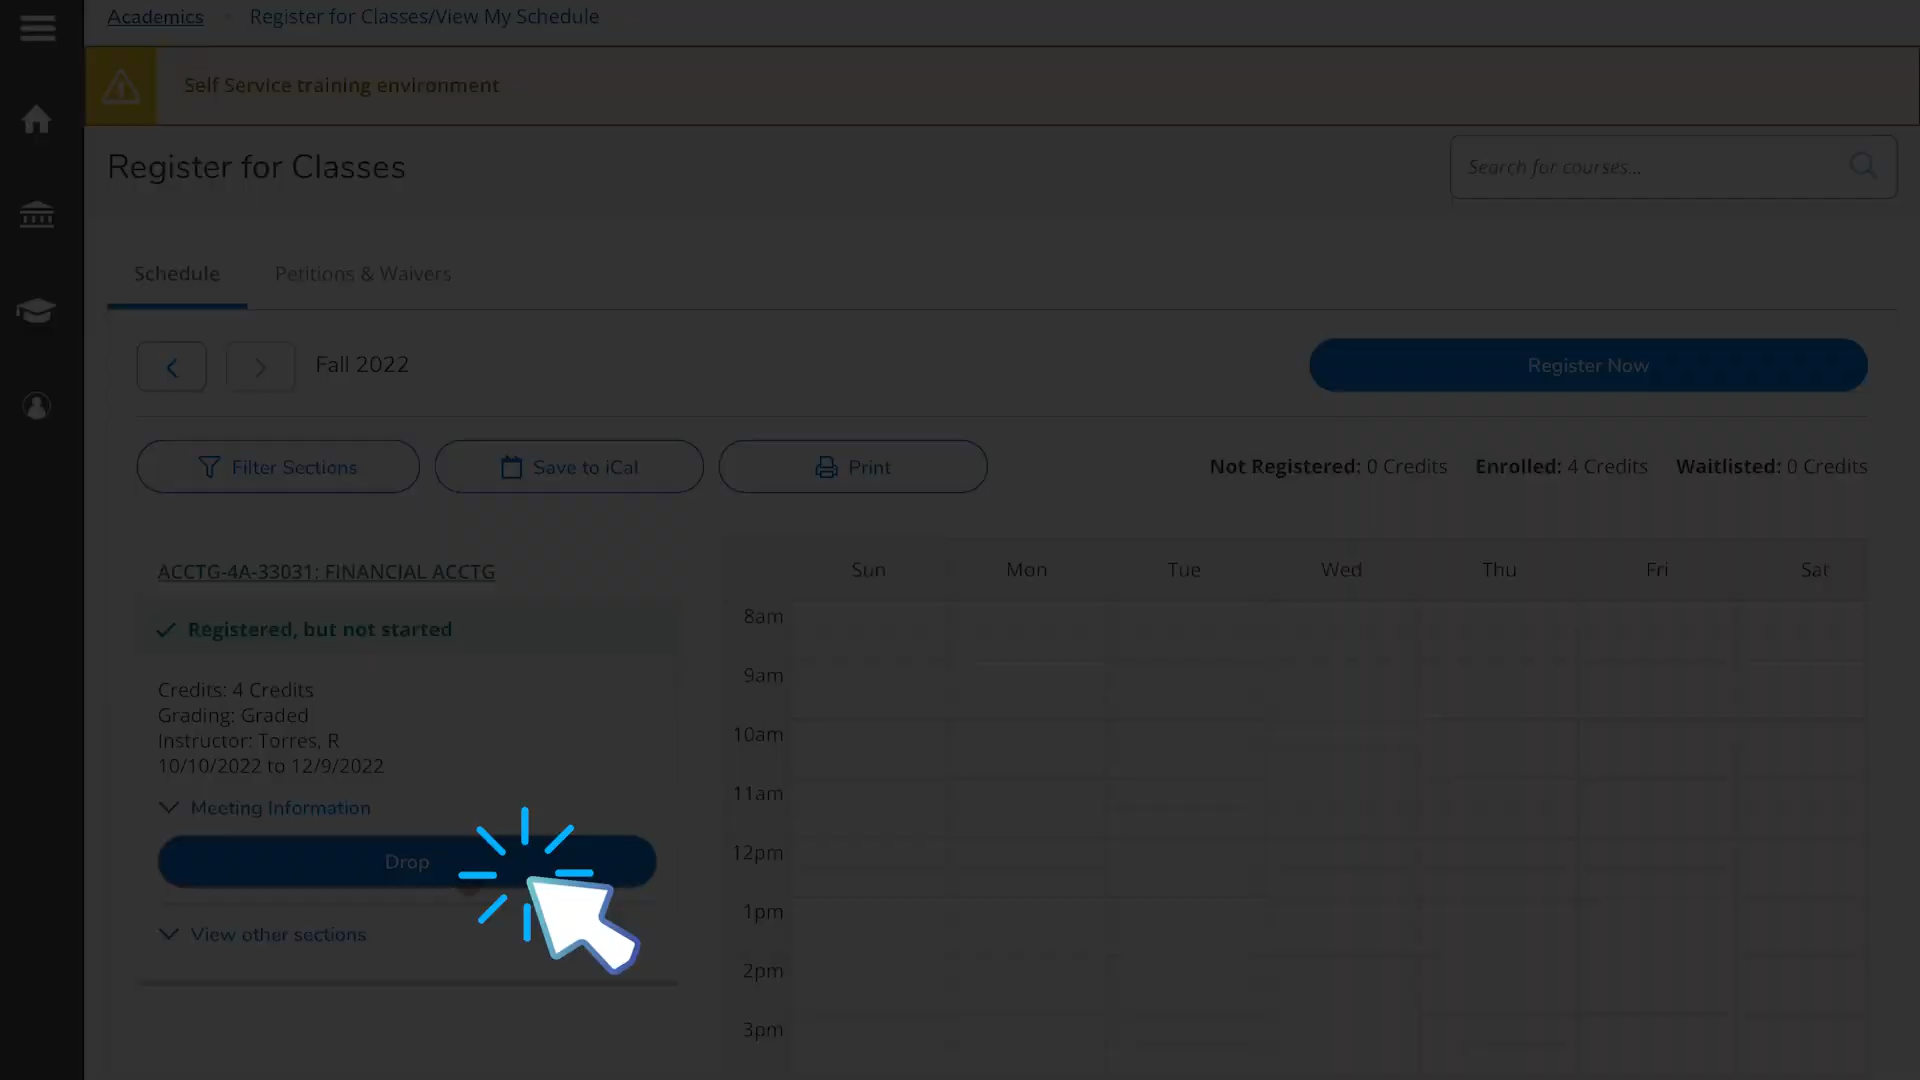 Academics
Register for Classes/View My Schedule
Self Service training environment
Register for Classes
Search for courses...
Schedule
Petitions & Waivers
Fall 2022
Register Now
Filter Sections
Save to iCal
Print
Not Registered: 0 Credits
Enrolled: 4 Credits
Waitlisted: 0 Credits
ACCTG-4A-33031: FINANCIAL ACCTG
Registered, but not started
Credits: 4 Credits
Grading: Graded
Instructor: Torres, R
10/10/2022 to 12/9/2022
Meeting Information
Drop
View other sections
Sun Mon Tue Wed Thu Fri Sat
8am
9am
10am
11am
12pm
1pm
2pm
3pm